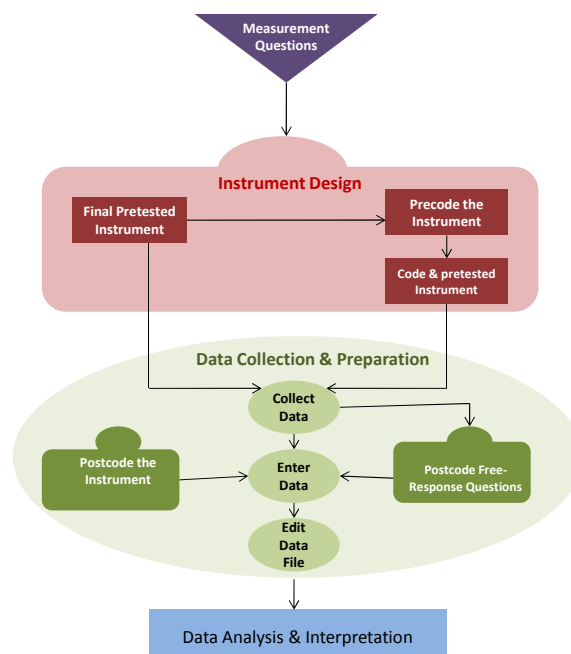 Measurement
Questions
Instrument Design
Final Pretested
Instrument
Precode the
Instrument
Code & pretested
Instrument
Data Collection & Preparation
Collect
Data
Postcode the
Instrument
Enter
Data
Postcode Free-
Response Questions
Edit
Data
File
Data Analysis & Interpretation